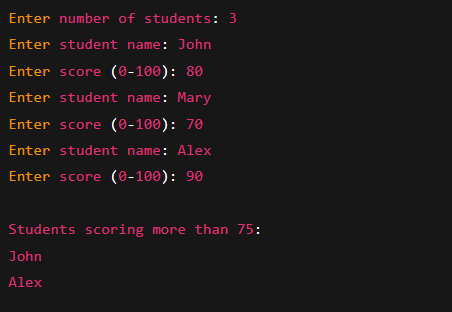 Enter number of students: 3
Enter student name: John
Enter score (0-100): 80
Enter student name: Mary
Enter score (0-100): 70
Enter student name: Alex
Enter score (0-100): 90
Students scoring more than 75:
John
Alex